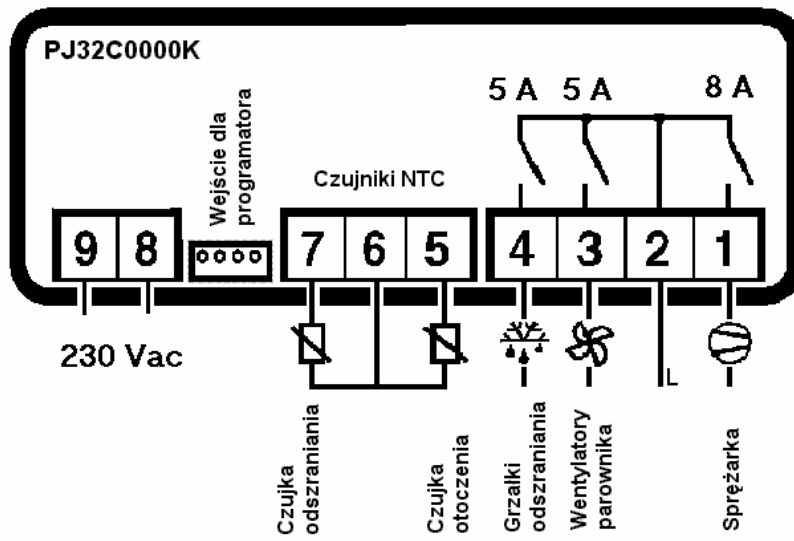 PJ32C0000K
5 A 5 A 8 A
Wejście dla
programatora
Czujniki NTC
9 8 7 6 5 4 3 2 1
230 Vac
L
Czujka
odszraniania
Czujka
otoczenia
Grzałki
odszraniania
Wentylatory
parownika
Sprężarka